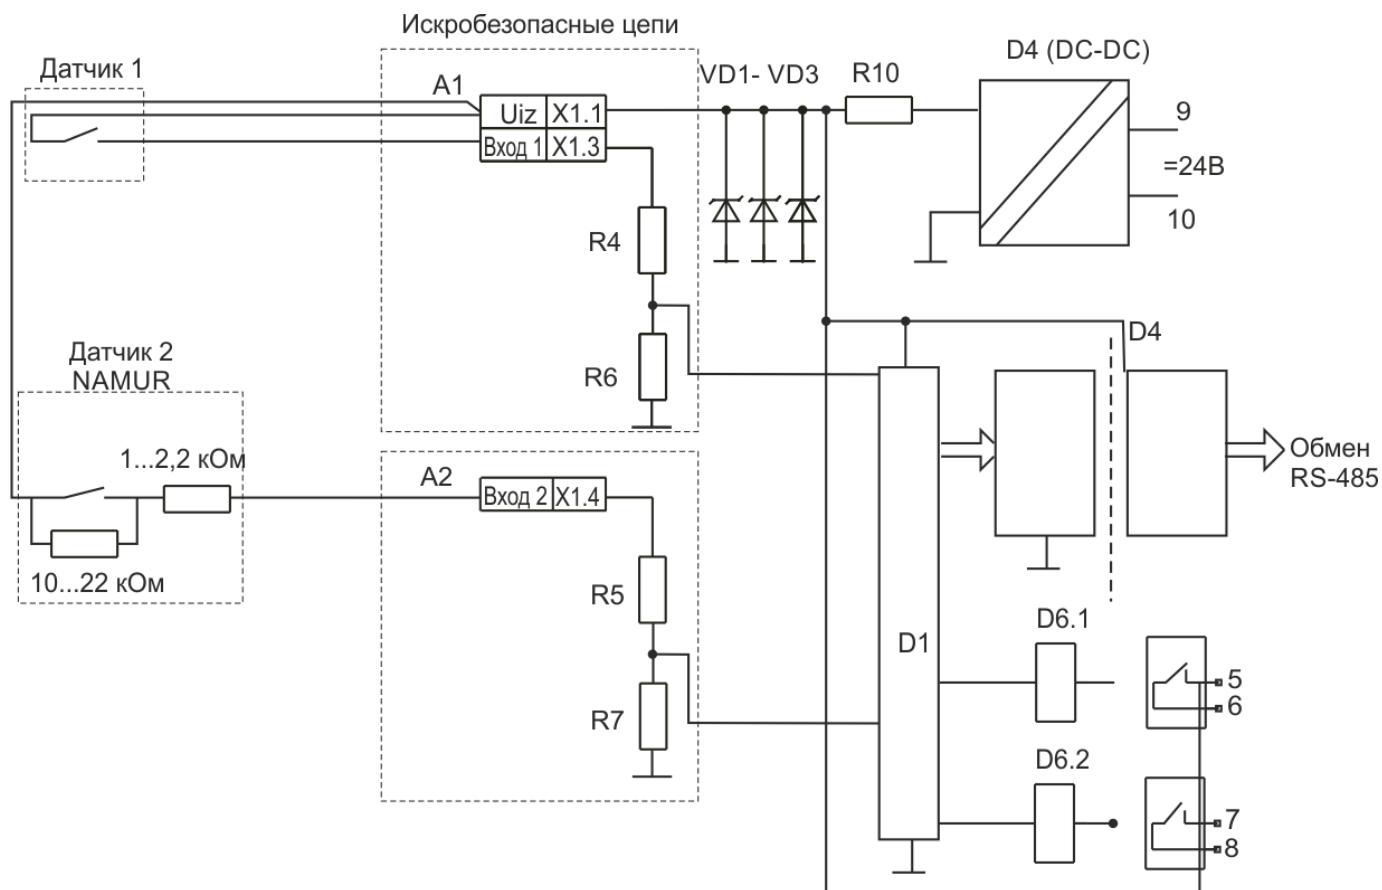 Искробезопасные цепи
Датчик 1
A1
Uiz X1.1
Вход 1 X1.3
VD1- VD3
R10
D4 (DC-DC)
9
=24В
10
R4
R6
D4
Датчик 2
NAMUR
1...2,2 кОм
10...22 кОм
A2
Вход 2 X1.4
R5
R7
D1
Обмен
RS-485
D6.1
5
6
D6.2
7
8